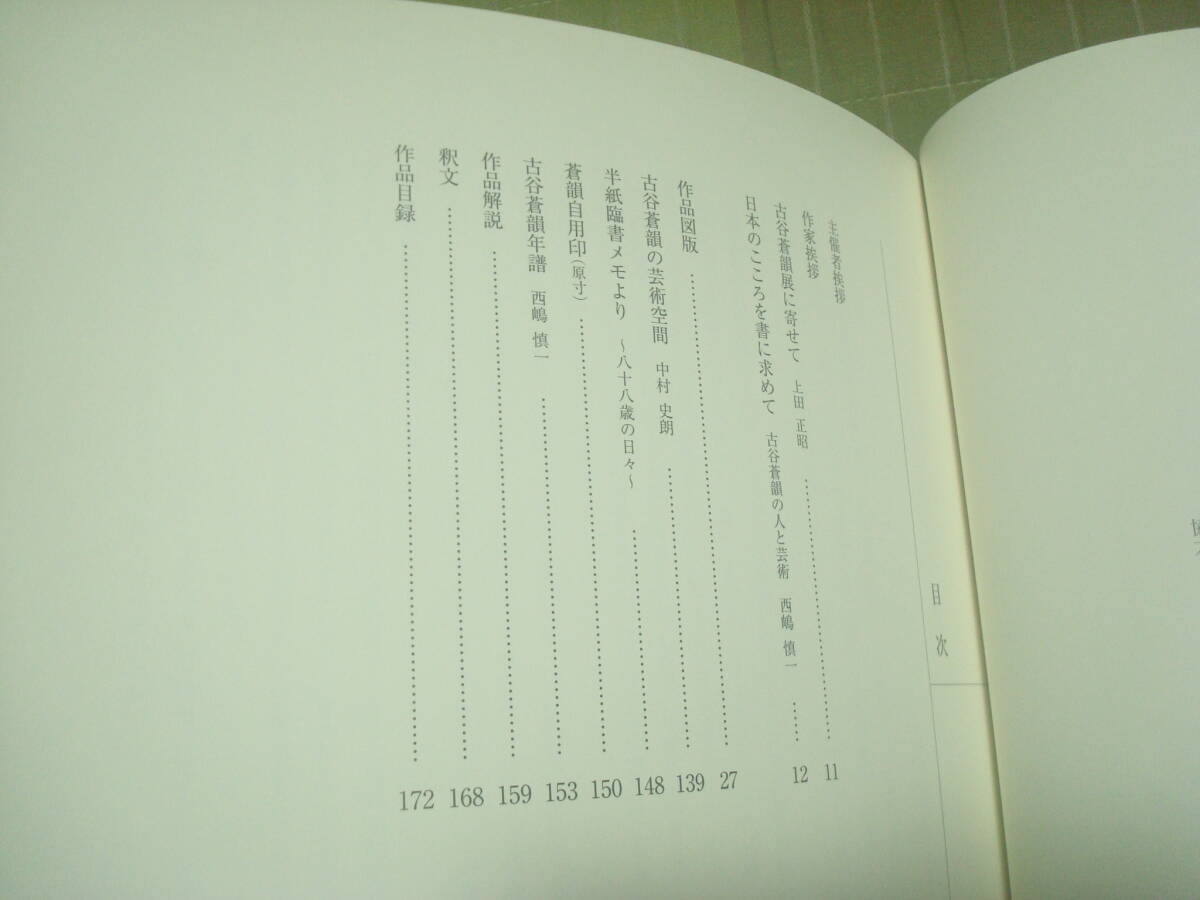 目次
主催者挨拶
作家挨拶
古谷蒼韻展に寄せて 上田 正昭 …… 11
日本のこころを書に求めて 古谷蒼韻の人と芸術 西嶋 慎一 …… 12
作品図版 …… 27
古谷蒼韻の芸術空間 中村 史朗 …… 139
半紙臨書メモより ～八十八歳の日々～ …… 148
蒼韻自用印(原寸) …… 150
古谷蒼韻年譜 西嶋 慎一 …… 153
作品解説 …… 159
釈文 …… 168
作品目録 …… 172